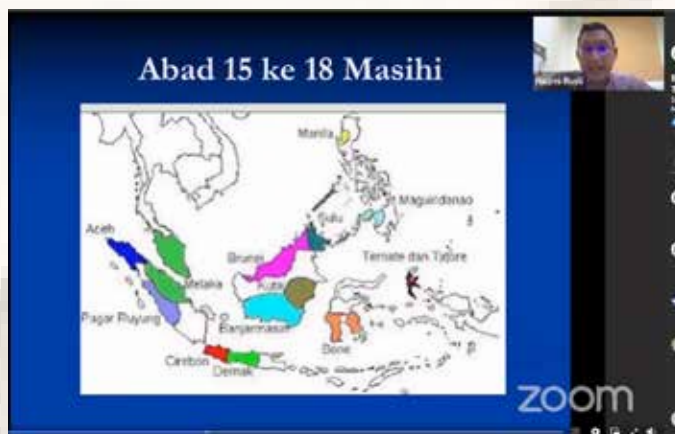 Abad 15 ke 18 Masihi
Manila
Maguindanao
Sulu
Aceh
Brunei
Ternate dan Tidore
Melaka
Kutai
Pagar Ruyung
Banjarmasin
Bone
Cirebon
Demak
zoom